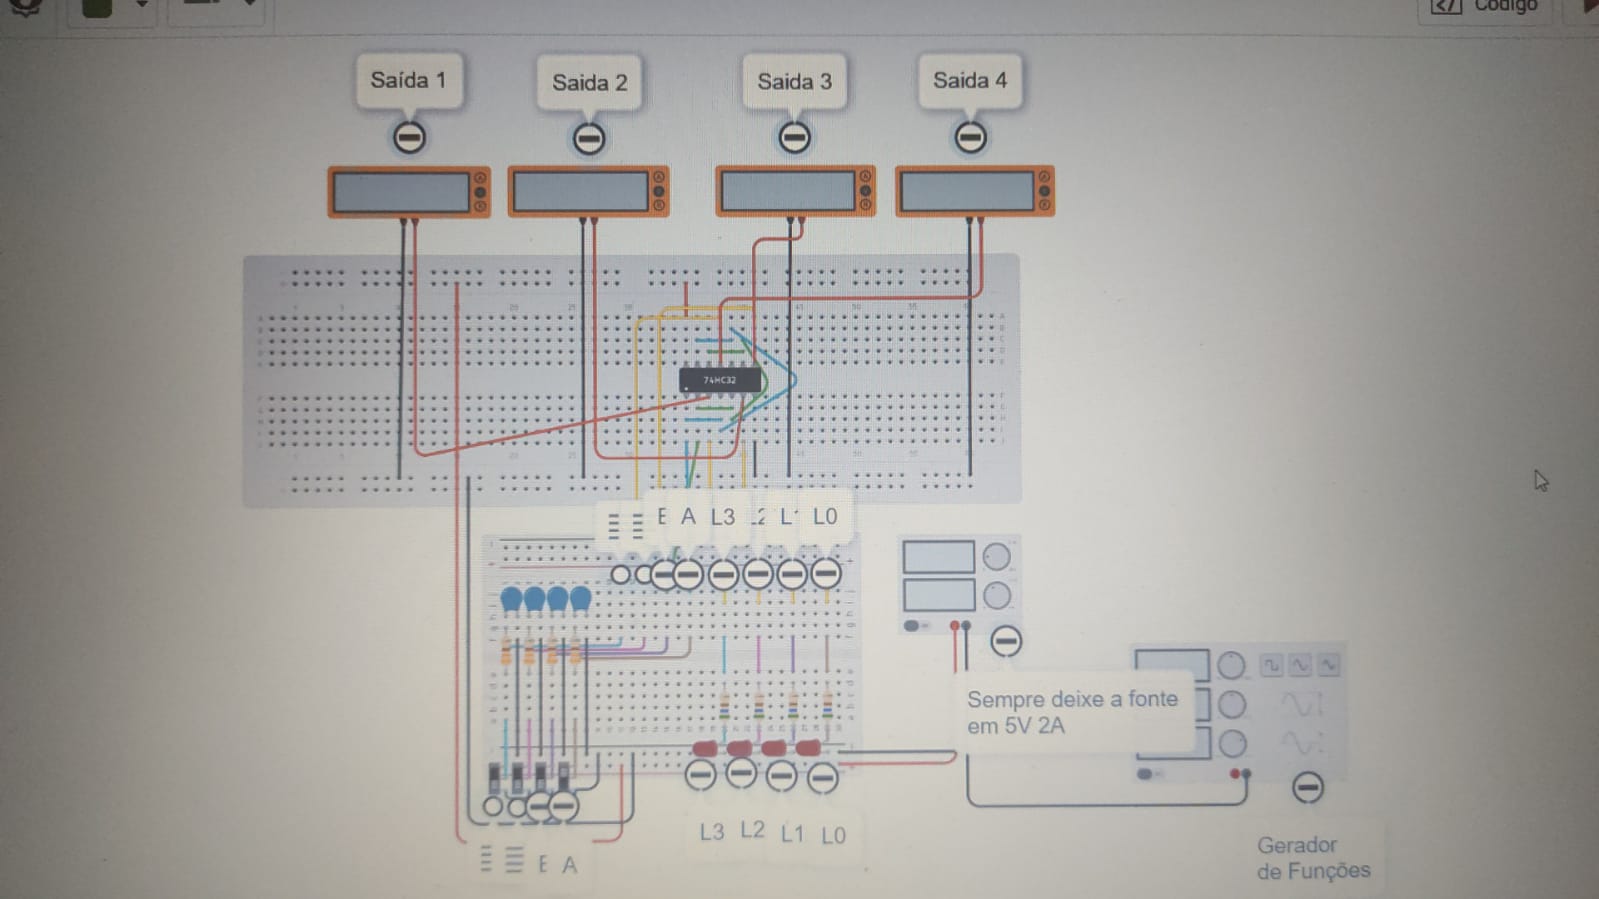 Código
Saída 1
Saida 2
Saida 3
Saida 4
74HC32
E A L3 L2 L1 L0
Sempre deixe a fonte
em 5V 2A
L3 L2 L1 L0
E A
Gerador
de Funções